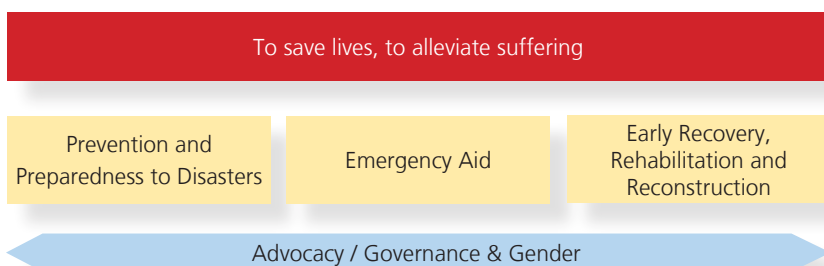 To save lives, to alleviate suffering
Prevention and
Preparedness to Disasters
Emergency Aid
Early Recovery,
Rehabilitation and
Reconstruction
Advocacy / Governance & Gender